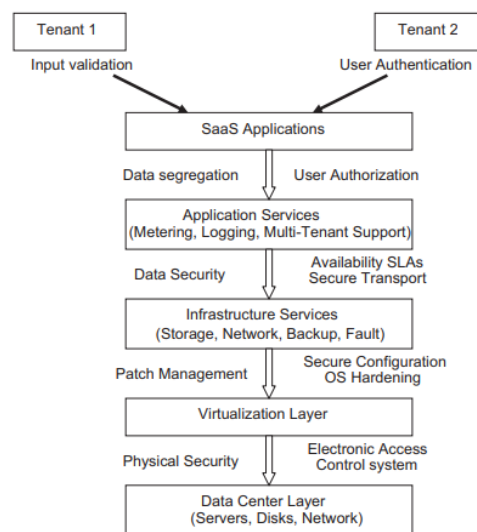 Tenant 1
Tenant 2
Input validation
User Authentication
SaaS Applications
Data segregation
User Authorization
Application Services
(Metering, Logging, Multi-Tenant Support)
Data Security
Availability SLAs
Secure Transport
Infrastructure Services
(Storage, Network, Backup, Fault)
Patch Management
Secure Configuration
OS Hardening
Virtualization Layer
Physical Security
Electronic Access
Control system
Data Center Layer
(Servers, Disks, Network)